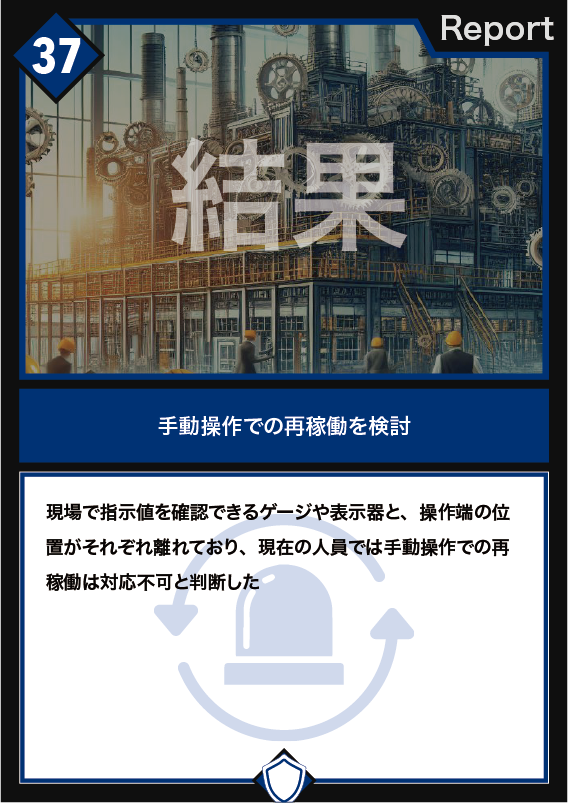 Report
37
結果
手動操作での再稼働を検討
現場で指示値を確認できるゲージや表示器と、操作端の位
置がそれぞれ離れており、現在の人員では手動操作での再
稼働は対応不可と判断した